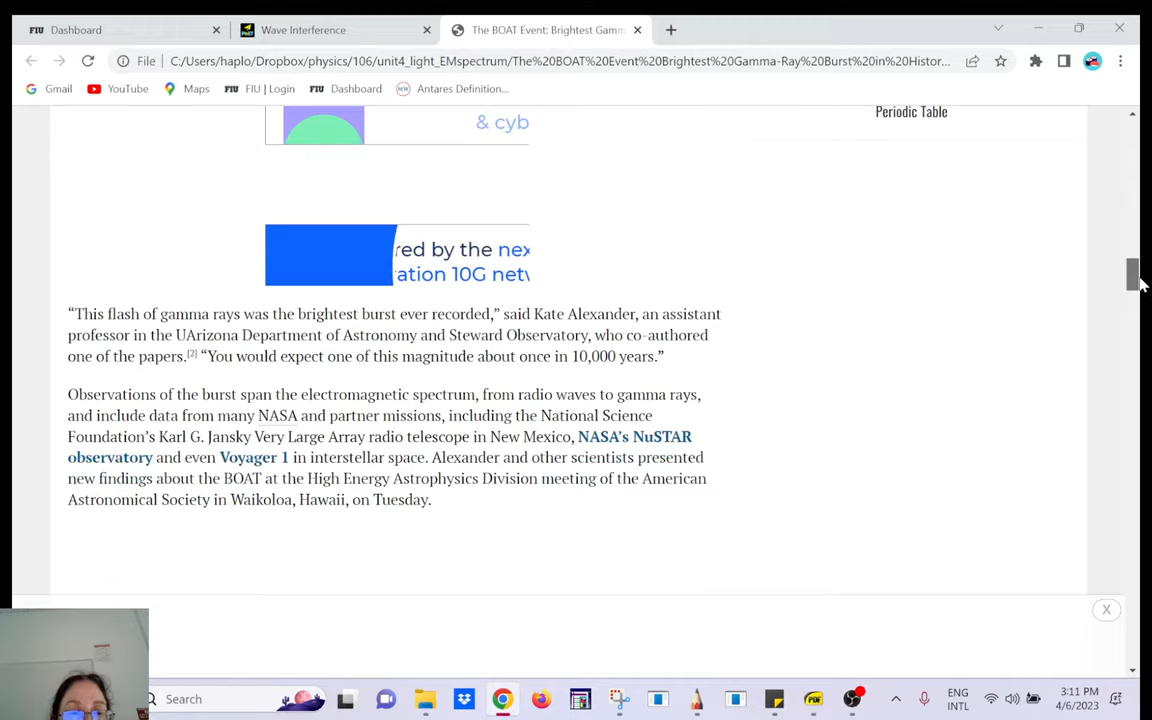 FIU Dashboard
Wave Interference
The BOAT Event: Brightest Gamm
File C:/Users/haplo/Dropbox/physics/106/unit4_light_EMspectrum/The%20BOAT%20Event%20Brightest%20Gamma-Ray%20Burst%20in%20Histor...
Gmail YouTube Maps FIU FIU | Login FIU Dashboard Antares Definition...
Periodic Table
& cyb
red by the nex
ration 10G netw
“This flash of gamma rays was the brightest burst ever recorded,” said Kate Alexander, an assistant
professor in the UArizona Department of Astronomy and Steward Observatory, who co-authored
one of the papers.[2] “You would expect one of this magnitude about once in 10,000 years.”
Observations of the burst span the electromagnetic spectrum, from radio waves to gamma rays,
and include data from many NASA and partner missions, including the National Science
Foundation’s Karl G. Jansky Very Large Array radio telescope in New Mexico, NASA’s NuSTAR
observatory and even Voyager 1 in interstellar space. Alexander and other scientists presented
new findings about the BOAT at the High Energy Astrophysics Division meeting of the American
Astronomical Society in Waikoloa, Hawaii, on Tuesday.
X
Search
ENG
INTL
3:11 PM
4/6/2023